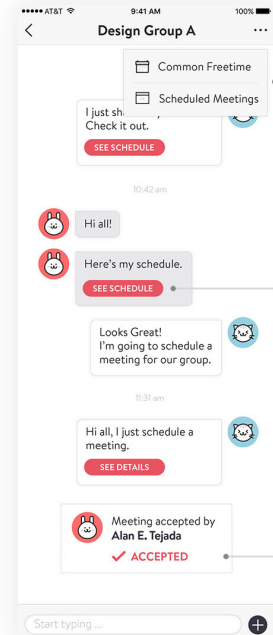 AT&T 9:41 AM 100%
Design Group A
Common Freetime
Scheduled Meetings
I just
Check it out.
SEE SCHEDULE
10:42 am
Hi all!
Here's my schedule.
SEE SCHEDULE
Looks Great!
I'm going to schedule a
meeting for our group.
11:31 am
Hi all, I just schedule a
meeting.
SEE DETAILS
Meeting accepted by
Alan E. Tejada
ACCEPTED
Start typing ...